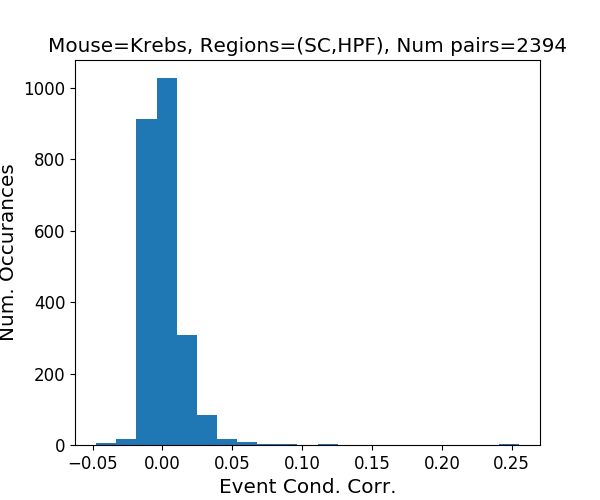 Mouse=Krebs, Regions=(SC,HPF), Num pairs=2394
Num. Occurances
1000
800
600
400
200
0
−0.05 0.00 0.05 0.10 0.15 0.20 0.25
Event Cond. Corr.